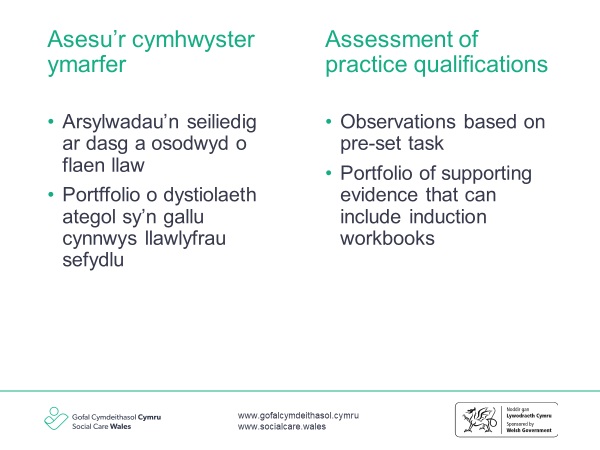 Asesu’r cymhwyster
ymarfer
• Arsylwadau’n seiliedig
ar dasg a osodwyd o
flaen llaw
• Portffolio o dystiolaeth
ategol sy’n gallu
cynnwys llawlyfrau
sefydlu
Assessment of
practice qualifications
• Observations based on
pre-set task
• Portfolio of supporting
evidence that can
include induction
workbooks
Gofal Cymdeithasol Cymru
Social Care Wales
www.gofalcymdeithasol.cymru
www.socialcare.wales
Noddir gan
Lywodraeth Cymru
Sponsored by
Welsh Government